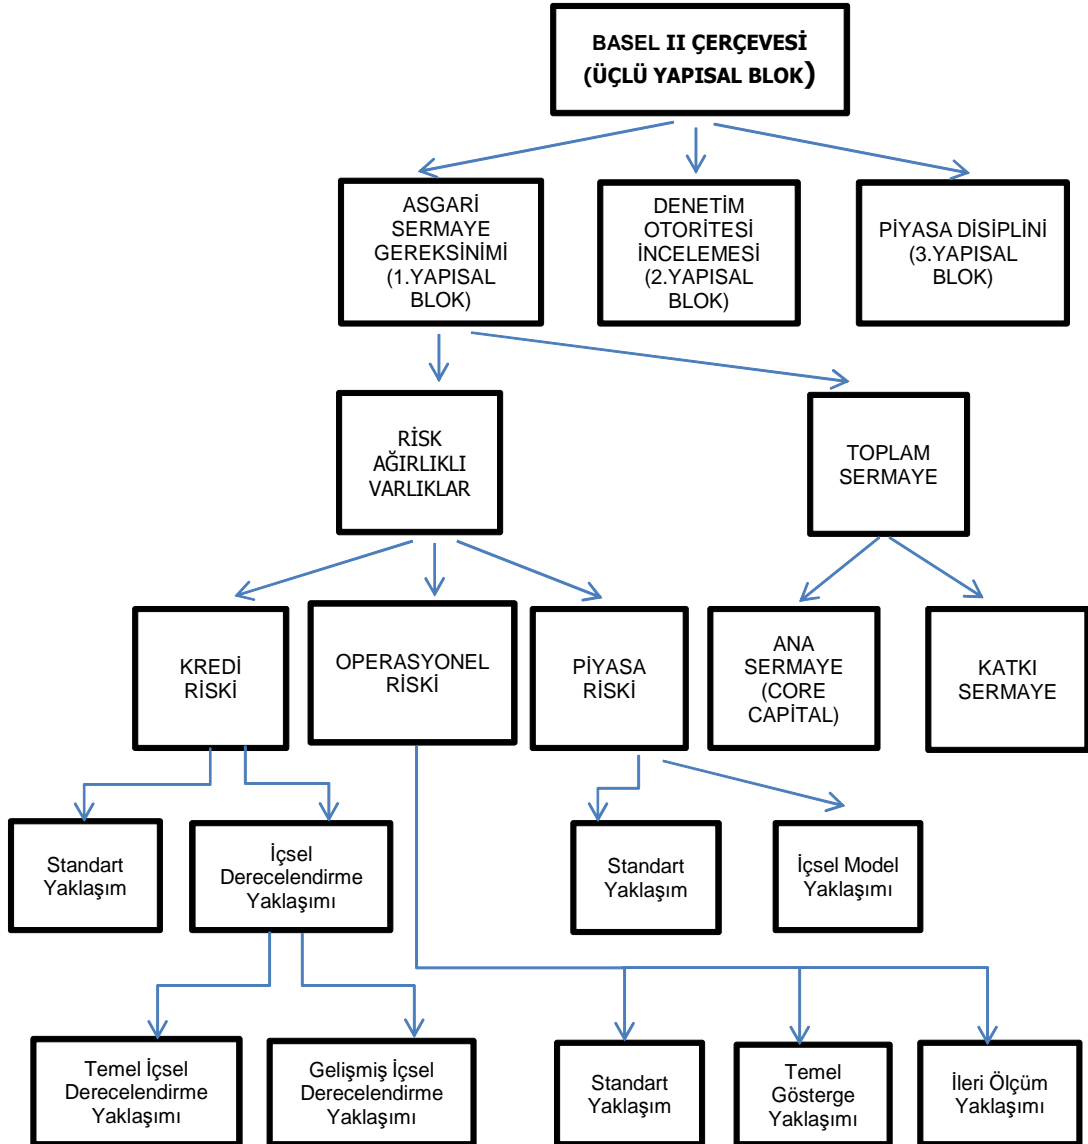 BASEL II ÇERÇEVESİ
(ÜÇLÜ YAPISAL BLOK)
ASGARİ
SERMAYE
GEREKSİNİMİ
(1.YAPISAL
BLOK)
DENETİM
OTORİTESİ
İNCELEMESİ
(2.YAPISAL
BLOK)
PİYASA DİSİPLİNİ
(3.YAPISAL
BLOK)
RİSK
AĞIRLIKLI
VARLIKLAR
TOPLAM
SERMAYE
KREDİ
RİSKİ
OPERASYONEL
RİSKİ
PİYASA
RİSKİ
ANA
SERMAYE
(CORE
CAPİTAL)
KATKI
SERMAYE
Standart
Yaklaşım
İçsel
Derecelendirme
Yaklaşımı
Standart
Yaklaşım
İçsel Model
Yaklaşımı
Temel İçsel
Derecelendirme
Yaklaşımı
Gelişmiş İçsel
Derecelendirme
Yaklaşımı
Standart
Yaklaşım
Temel
Gösterge
Yaklaşımı
İleri Ölçüm
Yaklaşımı